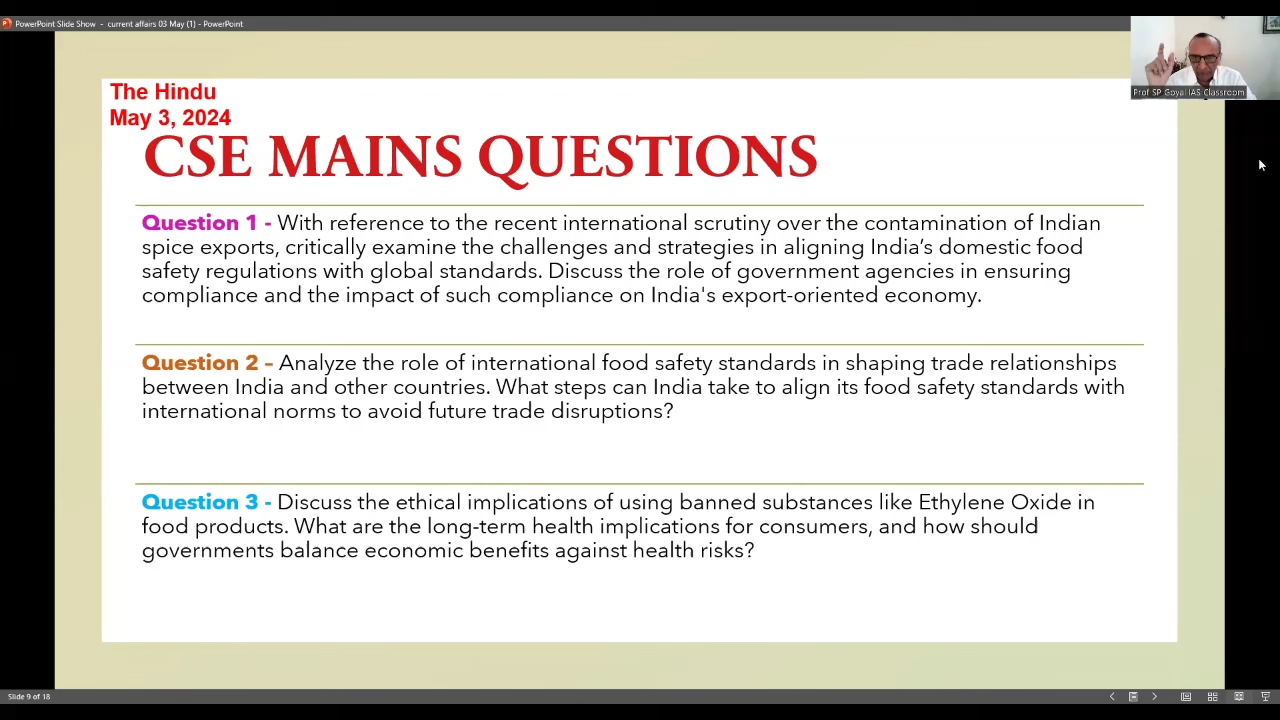 PowerPoint Slide Show - current affairs 03 May (1) - PowerPoint
Prof SP Goyal IAS Classroom
The Hindu
May 3, 2024
CSE MAINS QUESTIONS
Question 1 - With reference to the recent international scrutiny over the contamination of Indian
spice exports, critically examine the challenges and strategies in aligning India’s domestic food
safety regulations with global standards. Discuss the role of government agencies in ensuring
compliance and the impact of such compliance on India's export-oriented economy.
Question 2 – Analyze the role of international food safety standards in shaping trade relationships
between India and other countries. What steps can India take to align its food safety standards with
international norms to avoid future trade disruptions?
Question 3 - Discuss the ethical implications of using banned substances like Ethylene Oxide in
food products. What are the long-term health implications for consumers, and how should
governments balance economic benefits against health risks?
Slide 9 of 18